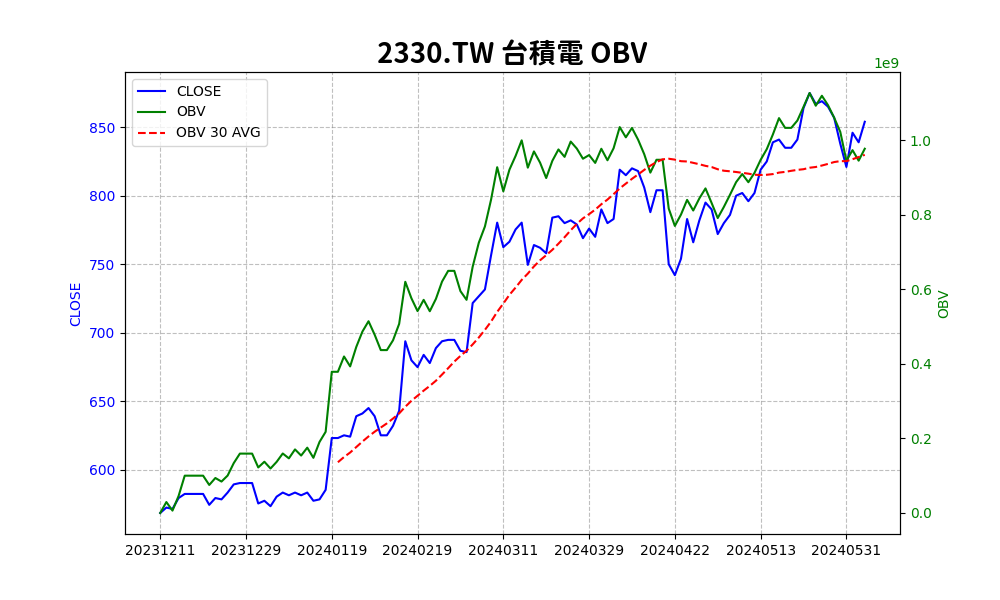 2330.TW 台積電 OBV
1e9
CLOSE
OBV
OBV 30 AVG
850
800
750
700
650
600
CLOSE
1.0
0.8
0.6
0.4
0.2
0.0
OBV
20231211 20231229 20240119 20240219 20240311 20240329 20240422 20240513 20240531